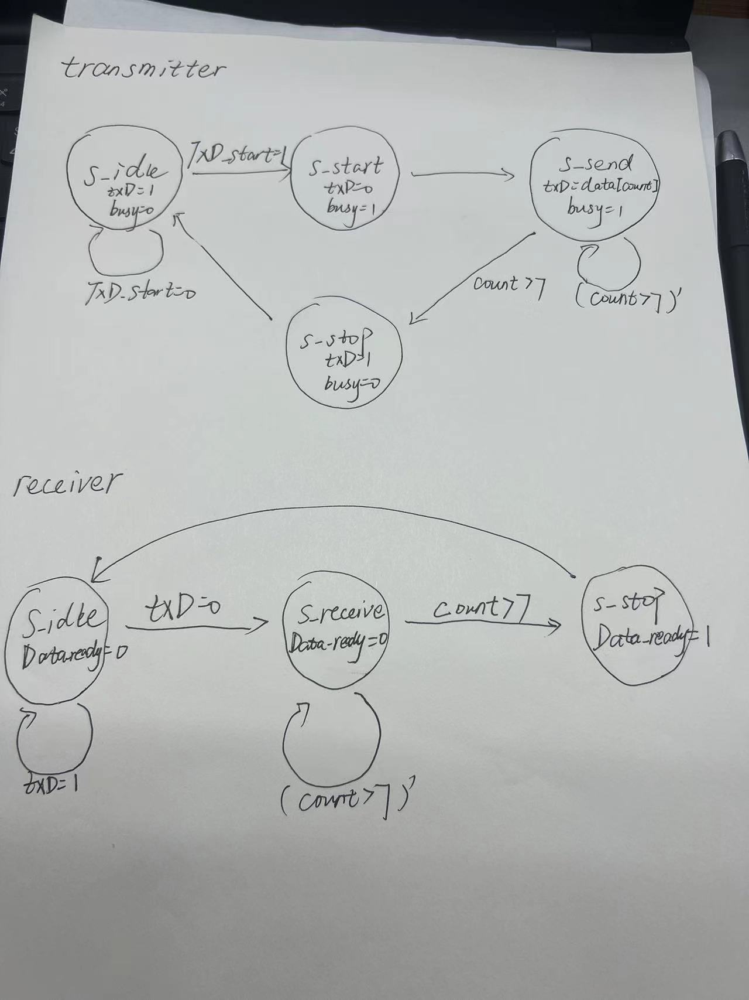 transmitter
s_idle
txD=1
busy=0
TxD_start=1
s_start
txD=0
busy=1
s_send
txD=data[count]
busy=1
TxD_start=0
count>7
(count>7)'
s_stop
txD=1
busy=0
receiver
s_idle
Data_ready=0
txD=0
s_receive
Data_ready=0
count>7
s_stop
Data_ready=1
txD=1
(count>7)'